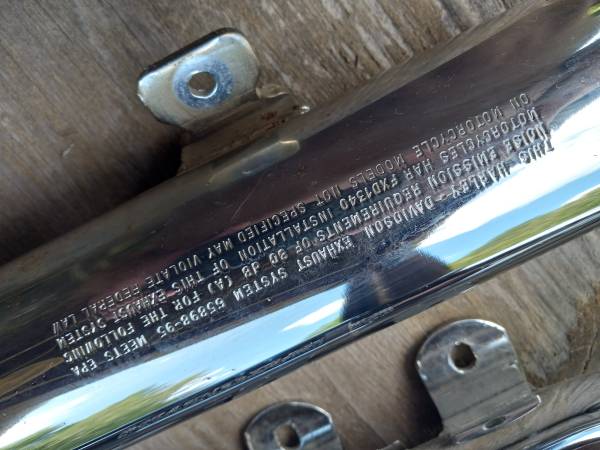 THIS HARLEY-DAVIDSON EXHAUST SYSTEM 65898-95 MEETS EPA
NOISE EMISSION REQUIREMENTS OF 80 dB (A) FOR THE FOLLOWING
MOTORCYCLES HAR FXD1340 INSTALLATION OF THIS EXHAUST SYSTEM
ON MOTORCYCLE MODELS NOT SPECIFIED MAY VIOLATE FEDERAL LAW